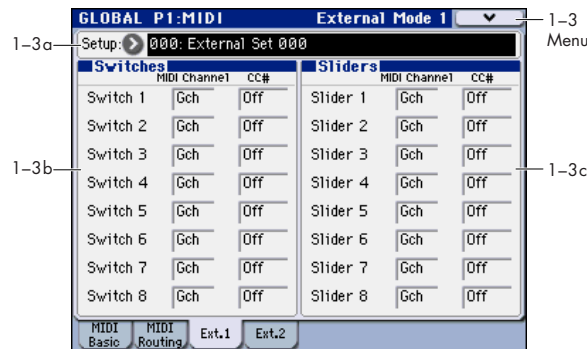 GLOBAL P1:MIDI External Mode 1
1–3
Menu
1–3a
Setup: 000: External Set 000
Switches Sliders
MIDI Channel CC# MIDI Channel CC#
Switch 1 Gch Off Slider 1 Gch Off
Switch 2 Gch Off Slider 2 Gch Off
Switch 3 Gch Off Slider 3 Gch Off
1–3b
1–3c
Switch 4 Gch Off Slider 4 Gch Off
Switch 5 Gch Off Slider 5 Gch Off
Switch 6 Gch Off Slider 6 Gch Off
Switch 7 Gch Off Slider 7 Gch Off
Switch 8 Gch Off Slider 8 Gch Off
MIDI Basic MIDI Routing Ext.1 Ext.2